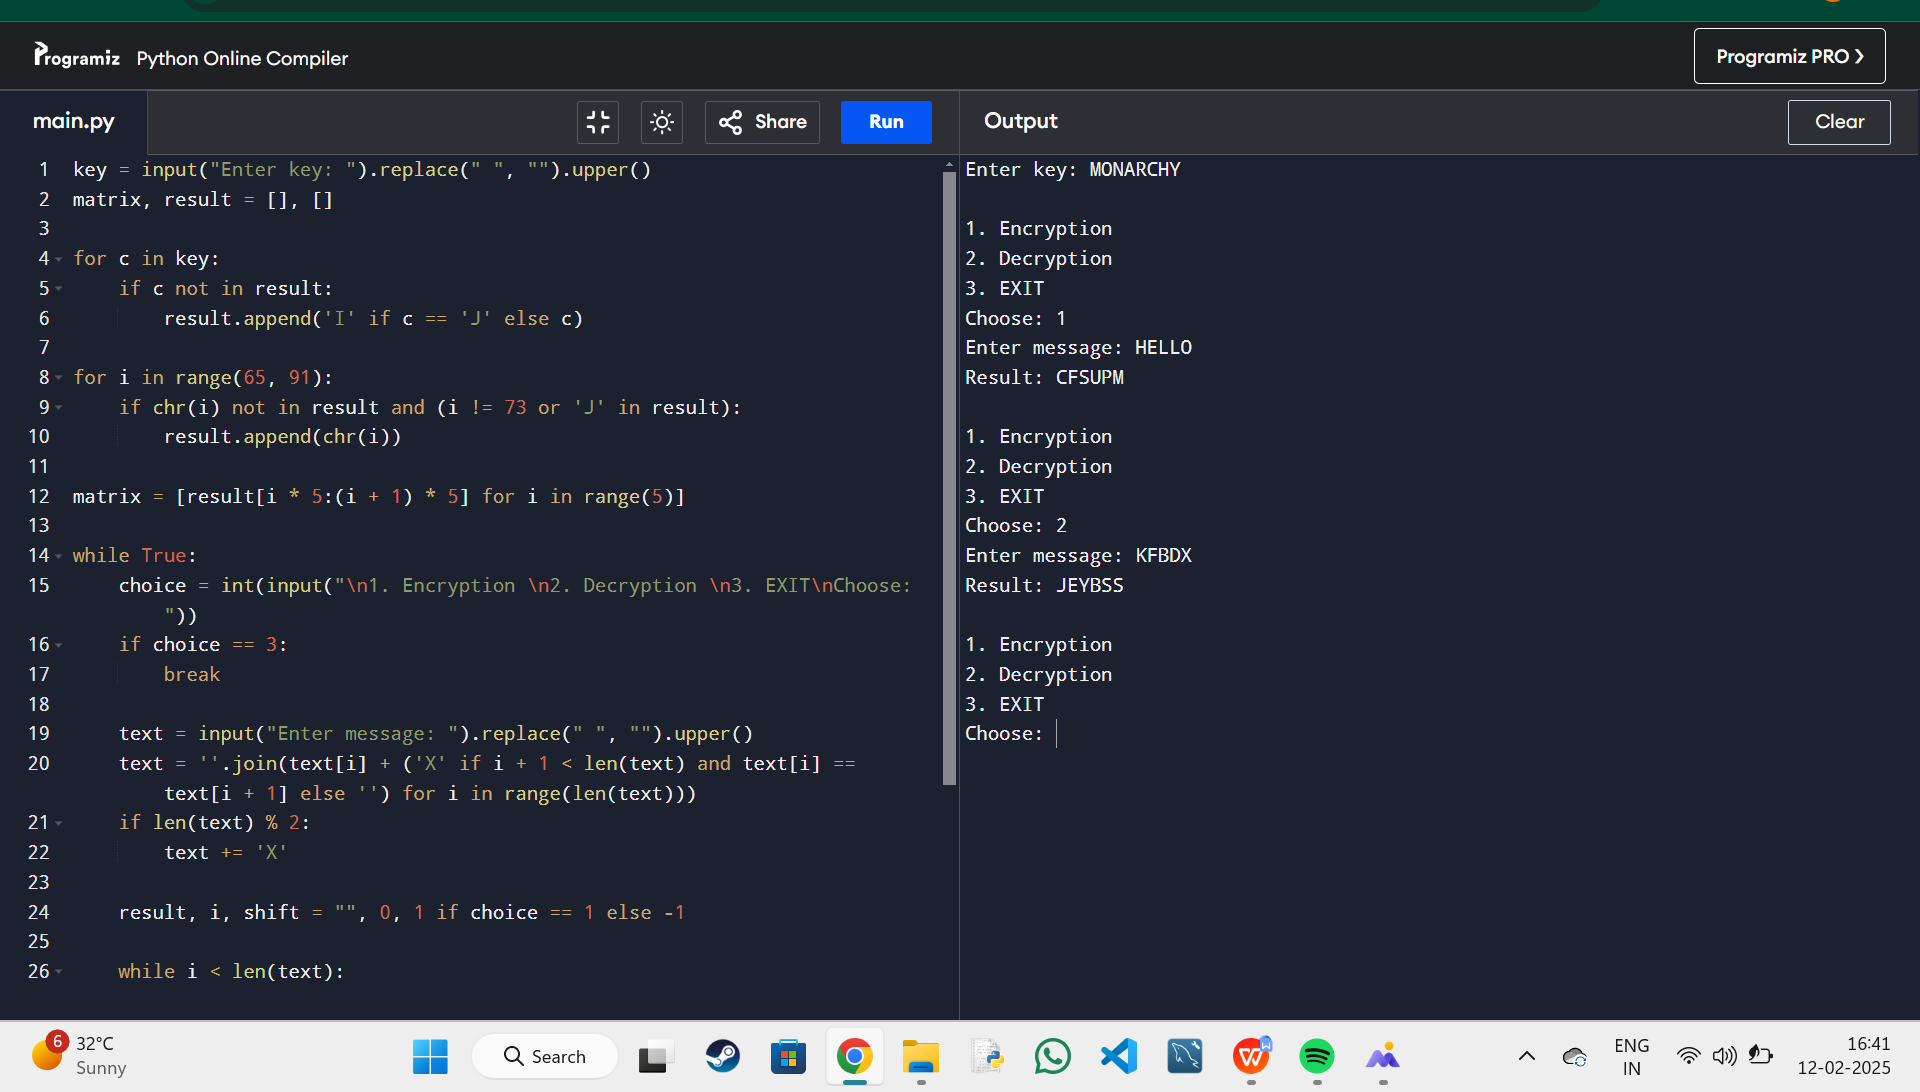 Programiz Python Online Compiler
Programiz PRO ❯
main.py
Share
Run
Output
Clear
1 key = input("Enter key: ").replace(" ", "").upper()
2 matrix, result = [], []
3
4 for c in key:
5     if c not in result:
6         result.append('I' if c == 'J' else c)
7
8 for i in range(65, 91):
9     if chr(i) not in result and (i != 73 or 'J' in result):
10         result.append(chr(i))
11
12 matrix = [result[i * 5:(i + 1) * 5] for i in range(5)]
13
14 while True:
15     choice = int(input("\n1. Encryption \n2. Decryption \n3. EXIT\nChoose:
        "))
16     if choice == 3:
17         break
18
19     text = input("Enter message: ").replace(" ", "").upper()
20     text = ''.join(text[i] + ('X' if i + 1 < len(text) and text[i] ==
        text[i + 1] else '') for i in range(len(text)))
21     if len(text) % 2:
22         text += 'X'
23
24     result, i, shift = "", 0, 1 if choice == 1 else -1
25
26     while i < len(text):
Enter key: MONARCHY
1. Encryption
2. Decryption
3. EXIT
Choose: 1
Enter message: HELLO
Result: CFSUPM
1. Encryption
2. Decryption
3. EXIT
Choose: 2
Enter message: KFBDX
Result: JEYBSS
1. Encryption
2. Decryption
3. EXIT
Choose:
6
32°C
Sunny
Search
W
W
ENG
IN
16:41
12-02-2025